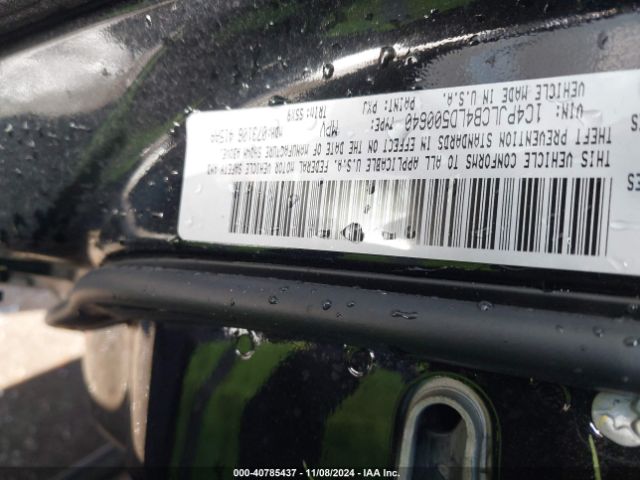 THIS VEHICLE CONFORMS TO ALL APPLICABLE U.S.A. FEDERAL MOTOR VEHICLE SAFETY AND
THEFT PREVENTION STANDARDS IN EFFECT ON THE DATE OF MANUFACTURE SHOWN ABOVE
VIN: 1C4PJLCB4LD500640 TYPE: MPV
VEHICLE MADE IN U.S.A. PAINT: PXJ TRIM:
000-40785437 - 11/08/2024 - IAA Inc.